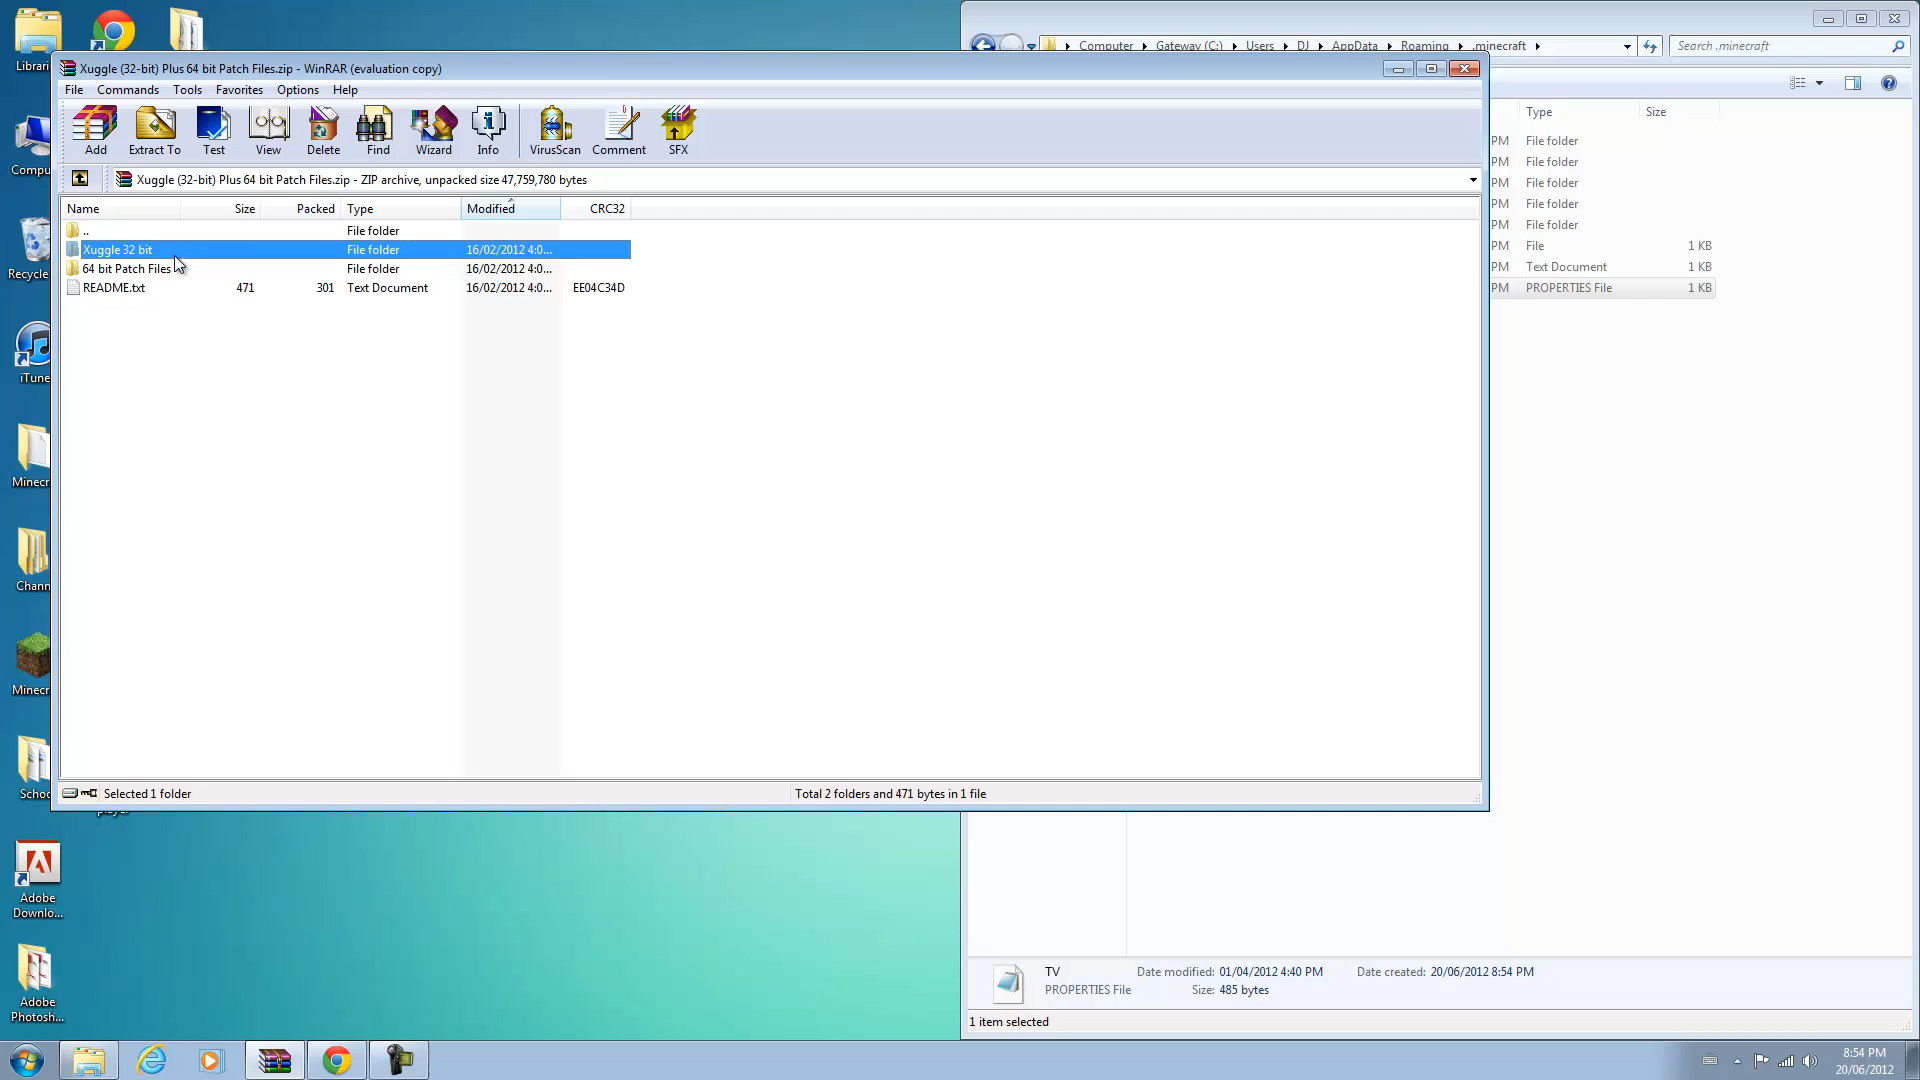 Computer
Gateway (C:)
Users
DJ
AppData
Roaming
.minecraft
Search .minecraft
Xuggle (32-bit) Plus 64 bit Patch Files.zip - WinRAR (evaluation copy)
File Commands Tools Favorites Options Help
Add Extract To Test View Delete Find Wizard Info VirusScan Comment SFX
Xuggle (32-bit) Plus 64 bit Patch Files.zip - ZIP archive, unpacked size 47,759,780 bytes
Name Size Packed Type Modified CRC32
.. File folder
Xuggle 32 bit File folder 16/02/2012 4:0...
64 bit Patch Files File folder 16/02/2012 4:0...
README.txt 471 301 Text Document 16/02/2012 4:0... EE04C34D
Selected 1 folder
Total 2 folders and 471 bytes in 1 file
Type Size
PM File folder
PM File folder
PM File folder
PM File folder
PM File folder
PM File 1 KB
PM Text Document 1 KB
PM PROPERTIES File 1 KB
Librari
Compu
Recycle
iTune
Minecr
Chann
Minecr
Schoo
player
Adobe
Downlo...
Adobe
Photosh...
TV Date modified: 01/04/2012 4:40 PM Date created: 20/06/2012 8:54 PM
PROPERTIES File Size: 485 bytes
1 item selected
8:54 PM
20/06/2012